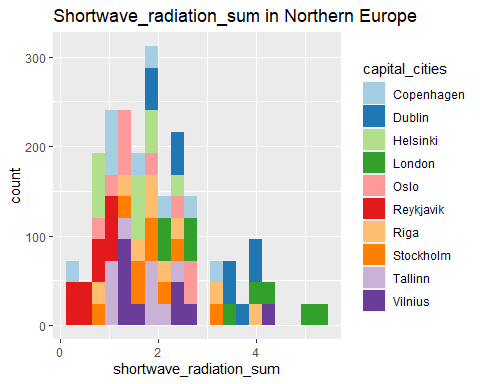 Shortwave_radiation_sum in Northern Europe
300
200
100
0
count
0 2 4
shortwave_radiation_sum
capital_cities
Copenhagen
Dublin
Helsinki
London
Oslo
Reykjavik
Riga
Stockholm
Tallinn
Vilnius